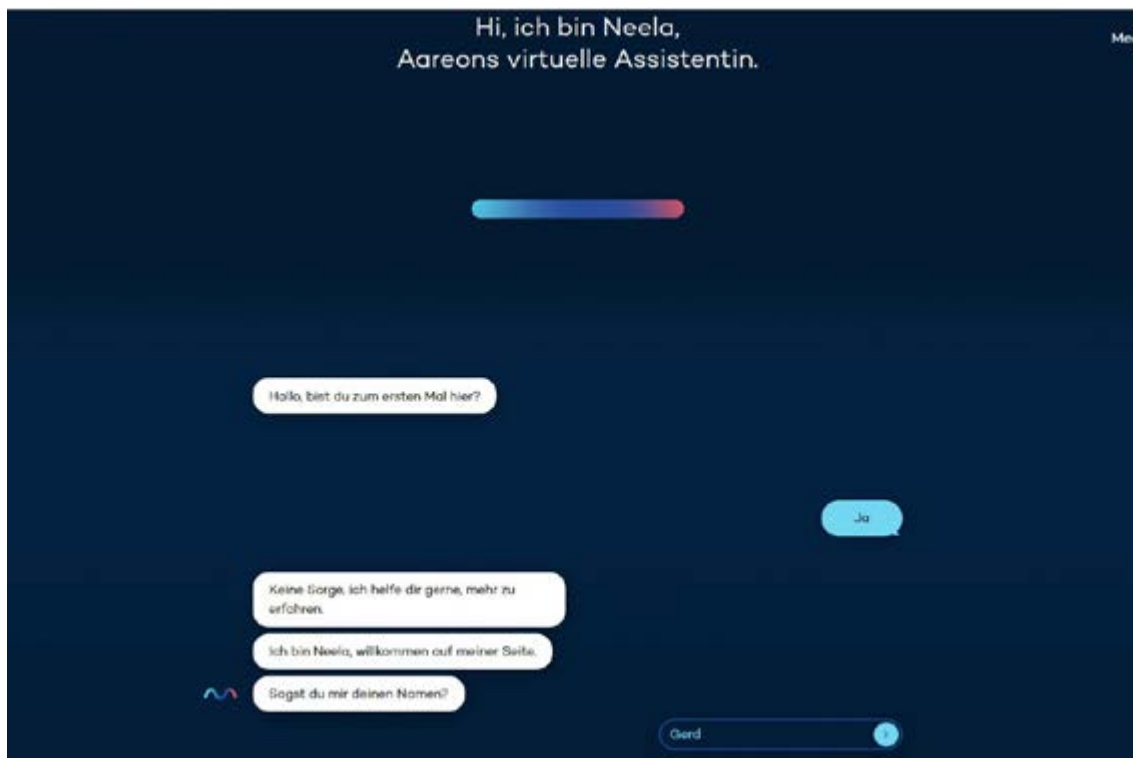 Hi, ich bin Neela,
Aareons virtuelle Assistentin.
Hallo, bist du zum ersten Mal hier?
Ja
Keine Sorge, ich helfe dir gerne, mehr zu
erfahren.
Ich bin Neela, willkommen auf meiner Seite.
Sagst du mir deinen Namen?
Gerd